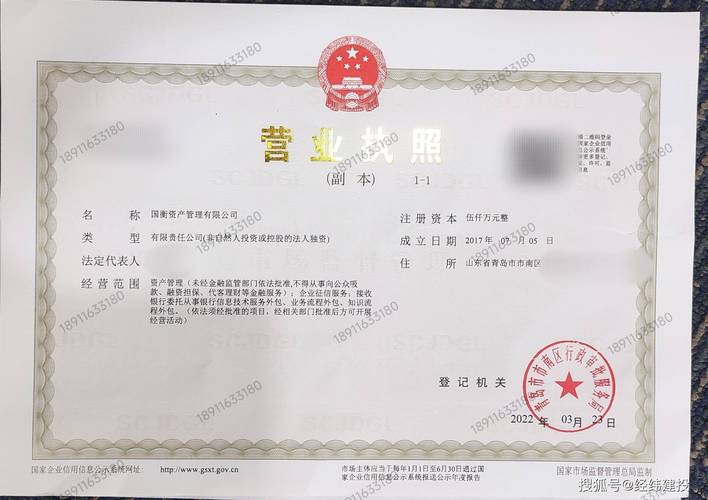 营业执照
(副 本) 1-1
描二维码登录
国家企业信用
信息公示系统'
更多登记、
、许可、监
信息
名 称 国衡资产管理有限公司
类 型 有限责任公司(非自然人投资或控股的法人独资)
法定代表人
经营范围 资产管理（未经金融监管部门依法批准,不得从事向公众吸
款、融资担保、代客理财等金融服务）；企业征信服务；接收
银行委托从事银行信息技术服务外包、业务流程外包、知识流
程外包。（依法须经批准的项目，经相关部门批准后方可开展
经营活动）
注册资本 伍仟万元整
成立日期 2017 年 07 月 05 日
住 所 山东省青岛市市南区
登记机关
青岛市市南区行政审批服务局
2022 年 03 月 23 日
国家企业信用信息公示系统网址: http://www.gsxt.gov.cn
市场主体应当于每年1月1日至6月30日通过国
家企业信用信息公示系统报送公示年度报告
国家市场监督管理总局监制
18911633180
搜狐号@经纬建投